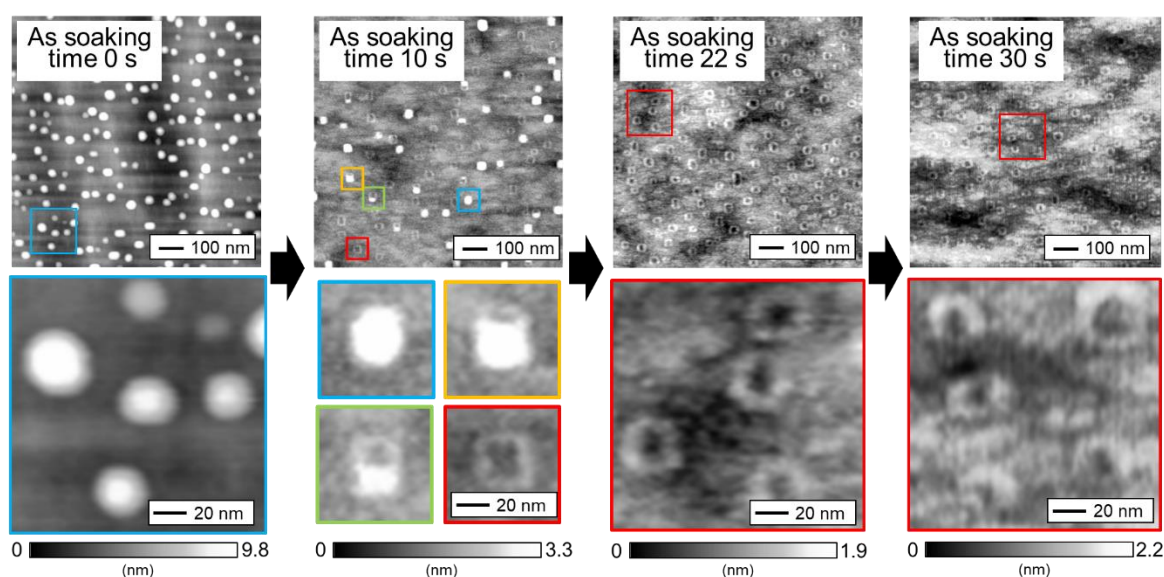 As soaking
time 0 s
100 nm
As soaking
time 10 s
100 nm
As soaking
time 22 s
100 nm
As soaking
time 30 s
100 nm
20 nm
20 nm
20 nm
20 nm
0 9.8
(nm)
0 3.3
(nm)
0 1.9
(nm)
0 2.2
(nm)